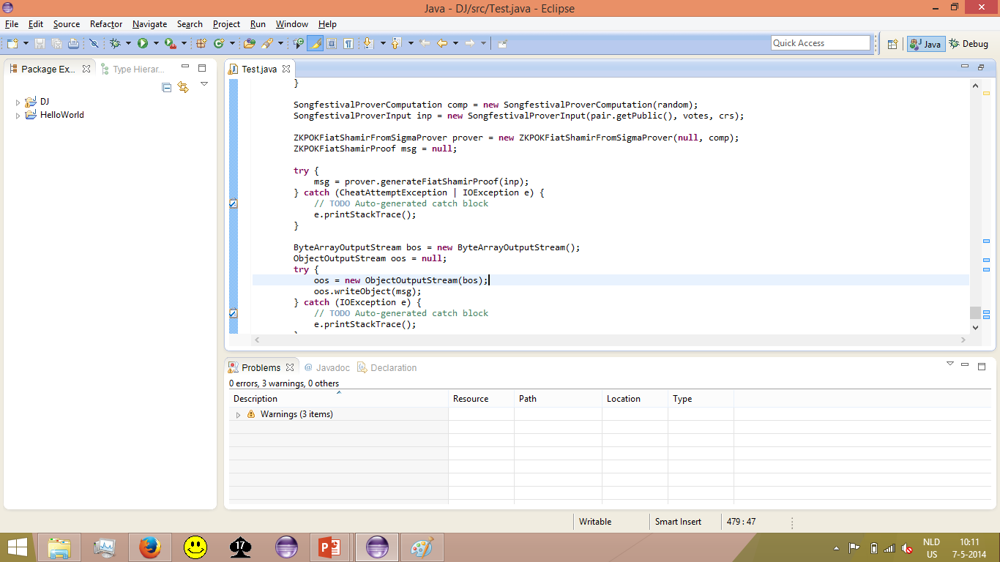 Java - DJ/src/Test.java - Eclipse
File Edit Source Refactor Navigate Search Project Run Window Help
Quick Access
Java
Debug
Package Ex...
Type Hierar...
DJ
HelloWorld
Test.java
}
SongfestivalProverComputation comp = new SongfestivalProverComputation(random);
SongfestivalProverInput inp = new SongfestivalProverInput(pair.getPublic(), votes, crs);
ZKPOKFiatShamirFromSigmaProver prover = new ZKPOKFiatShamirFromSigmaProver(null, comp);
ZKPOKFiatShamirProof msg = null;
try {
msg = prover.generateFiatShamirProof(inp);
} catch (CheatAttemptException | IOException e) {
// TODO Auto-generated catch block
e.printStackTrace();
}
ByteArrayOutputStream bos = new ByteArrayOutputStream();
ObjectOutputStream oos = null;
try {
oos = new ObjectOutputStream(bos);
oos.writeObject(msg);
} catch (IOException e) {
// TODO Auto-generated catch block
e.printStackTrace();
Problems @ Javadoc Declaration
0 errors, 3 warnings, 0 others
Description Resource Path Location Type
Warnings (3 items)
Writable Smart Insert 479 : 47
17
NLD 10:11
US 7-5-2014